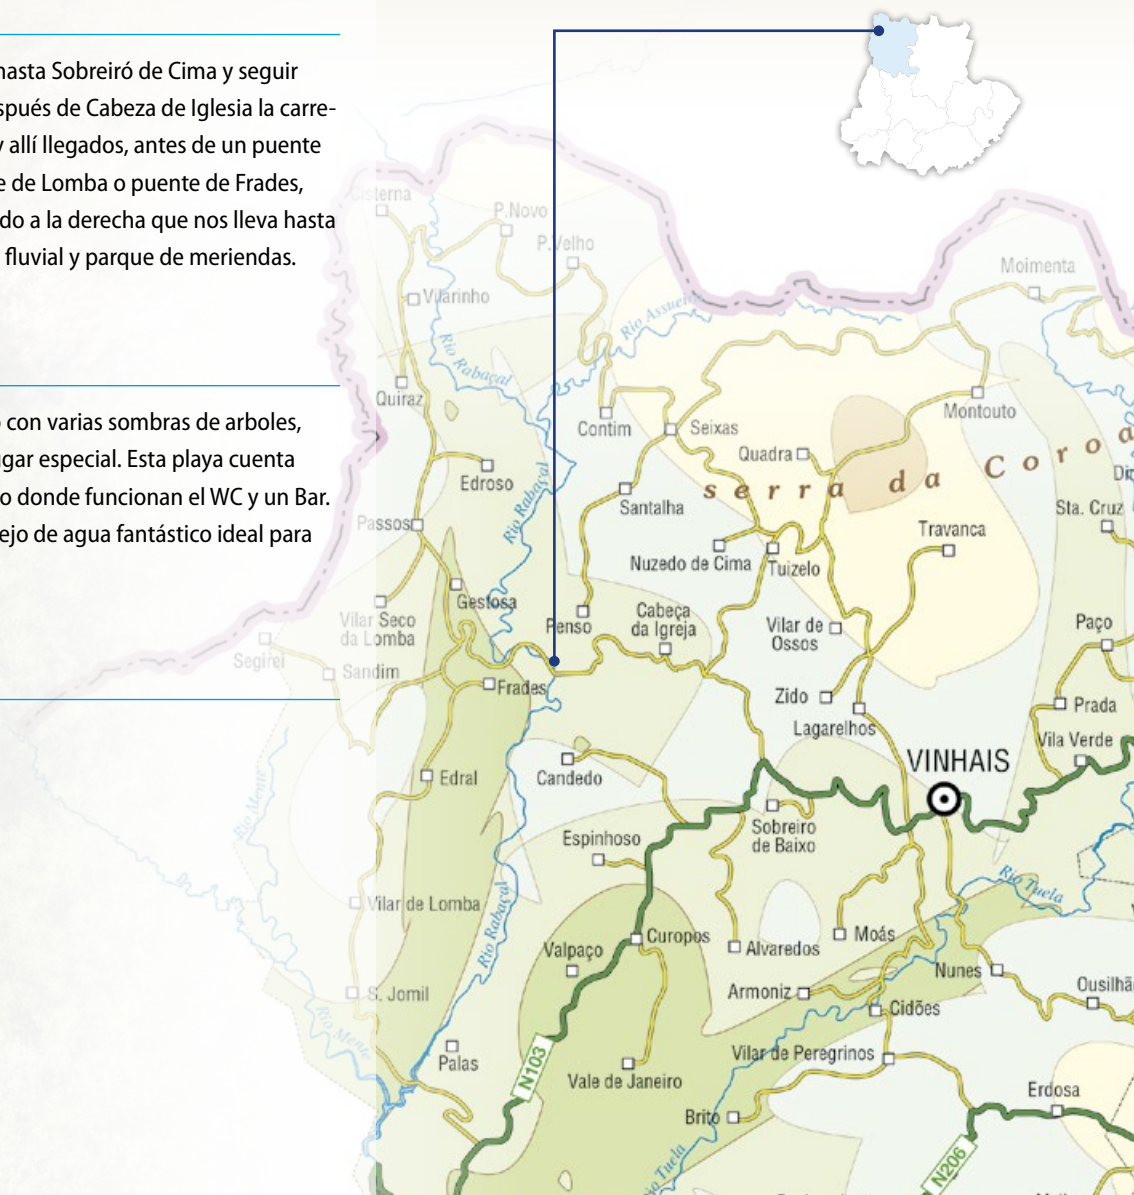 hasta Sobreiró de Cima y seguir
spués de Cabeza de Iglesia la carre-
y allí llegados, antes de un puente
e de Lomba o puente de Frades,
do a la derecha que nos lleva hasta
fluvial y parque de meriendas.
con varias sombras de arboles,
gar especial. Esta playa cuenta
o donde funcionan el WC y un Bar.
ejo de agua fantástico ideal para
Cisterna
P.Novo
P.Velho
Moimenta
Vilarinho
Rio Assureira
Rio Rabaçal
Quiraz
Contim
Seixas
Montouto
Quadra
serra da Coroa
Edroso
Rio Rabaçal
Santalha
Sta. Cruz
Passos
Travanca
Nuzedo de Cima
Tuizelo
Gestosa
Vilar Seco
da Lomba
Penso
Cabeça
da Igreja
Vilar de
Ossos
Paço
Segirei
Sandim
Frades
Zido
Lagarelhos
Prada
Vila Verde
VINHAIS
Edral
Candedo
Rio Mente
Sobreiro
de Baixo
Espinhoso
Rio Tuela
Vilar de Lomba
Rio Rabaçal
Curopos
Valpaço
Alvaredos
Moás
Nunes
Ousilhã
S. Jomil
Armoniz
Cidões
Rio Mente
Palas
N103
Vale de Janeiro
Vilar de Peregrinos
Erdosa
Brito
N206
io Tuela